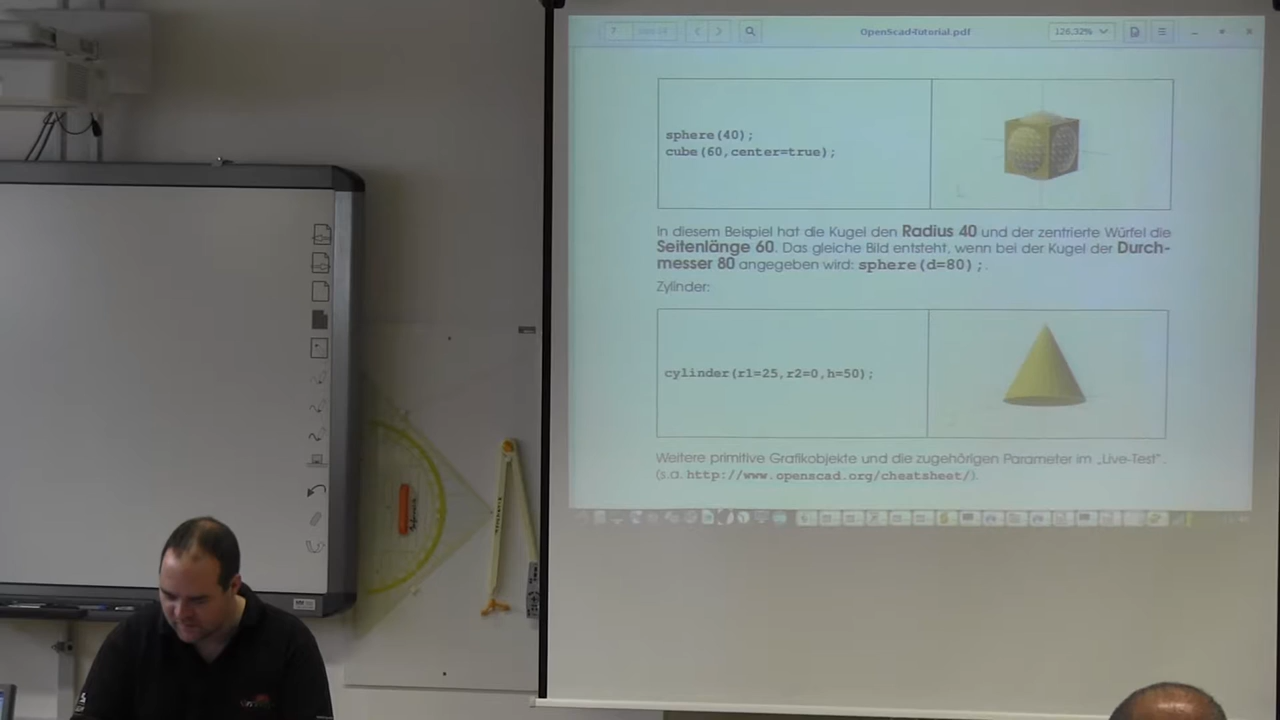 7
OpenScad-Tutorial.pdf
126,32%
sphere(40);
cube(60,center=true);
In diesem Beispiel hat die Kugel den Radius 40 und der zentrierte Würfel die
Seitenlänge 60. Das gleiche Bild entsteht, wenn bei der Kugel der Durch-
messer 80 angegeben wird: sphere(d=80);.
Zylinder:
cylinder(r1=25,r2=0,h=50);
Weitere primitive Grafikobjekte und die zugehörigen Parameter im „Live-Test“.
(s.a. http://www.openscad.org/cheatsheet/).